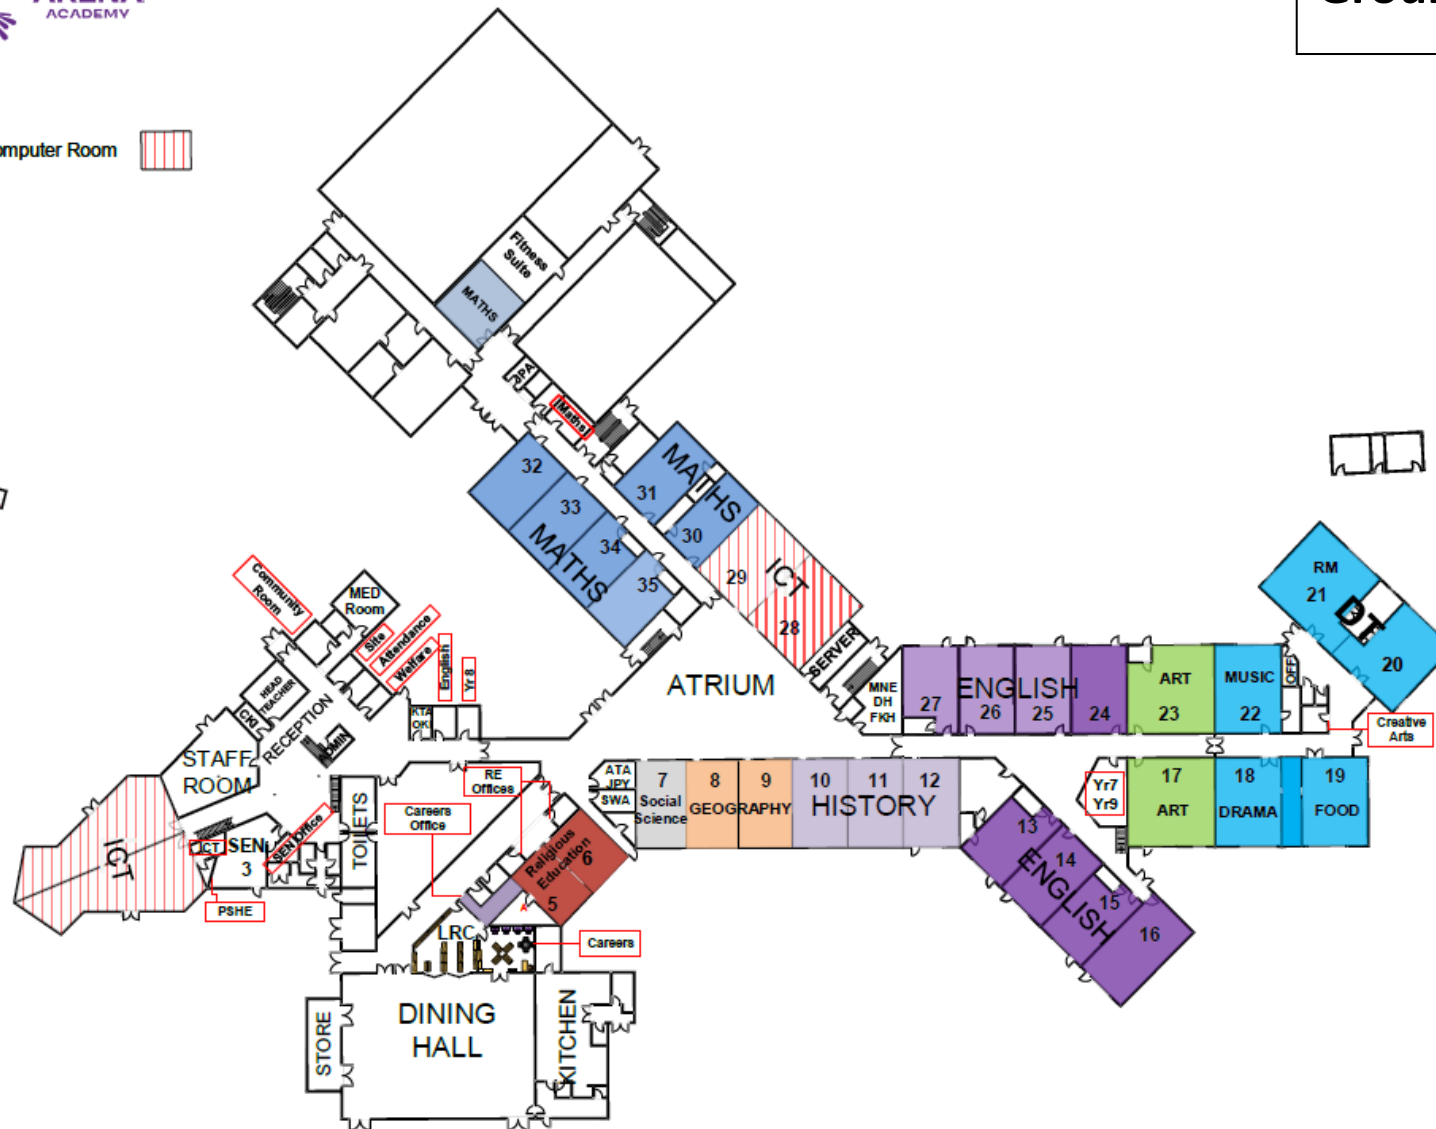 ACADEMY
Computer Room
Fitness
Suite
MATHS
PA
Maths
32
33
34
35
MATHS
31
30
MATHS
29
28
ICT
SERVER
Community
Room
MED
Room
Site
Attendance
Welfare
English
Yr 8
HEAD
TEACHER
CKI
RECEPTION
ADMIN
KTA
OKI
STAFF
ROOM
ATRIUM
MNE
DH
FKH
27
26
25
24
ENGLISH
ART
23
MUSIC
22
OFF
RM
21
DT
20
Creative
Arts
ICT
ICT
SEN
3
SEN Office
PSHE
TOILETS
Careers
Office
RE
Offices
Religious
Education
6
5
ATA
JPY
SWA
7
Social
Science
8
9
GEOGRAPHY
10
11
12
HISTORY
Yr7
Yr9
17
ART
18
DRAMA
19
FOOD
13
14
15
16
ENGLISH
LRC
Careers
DINING
HALL
STORE
KITCHEN